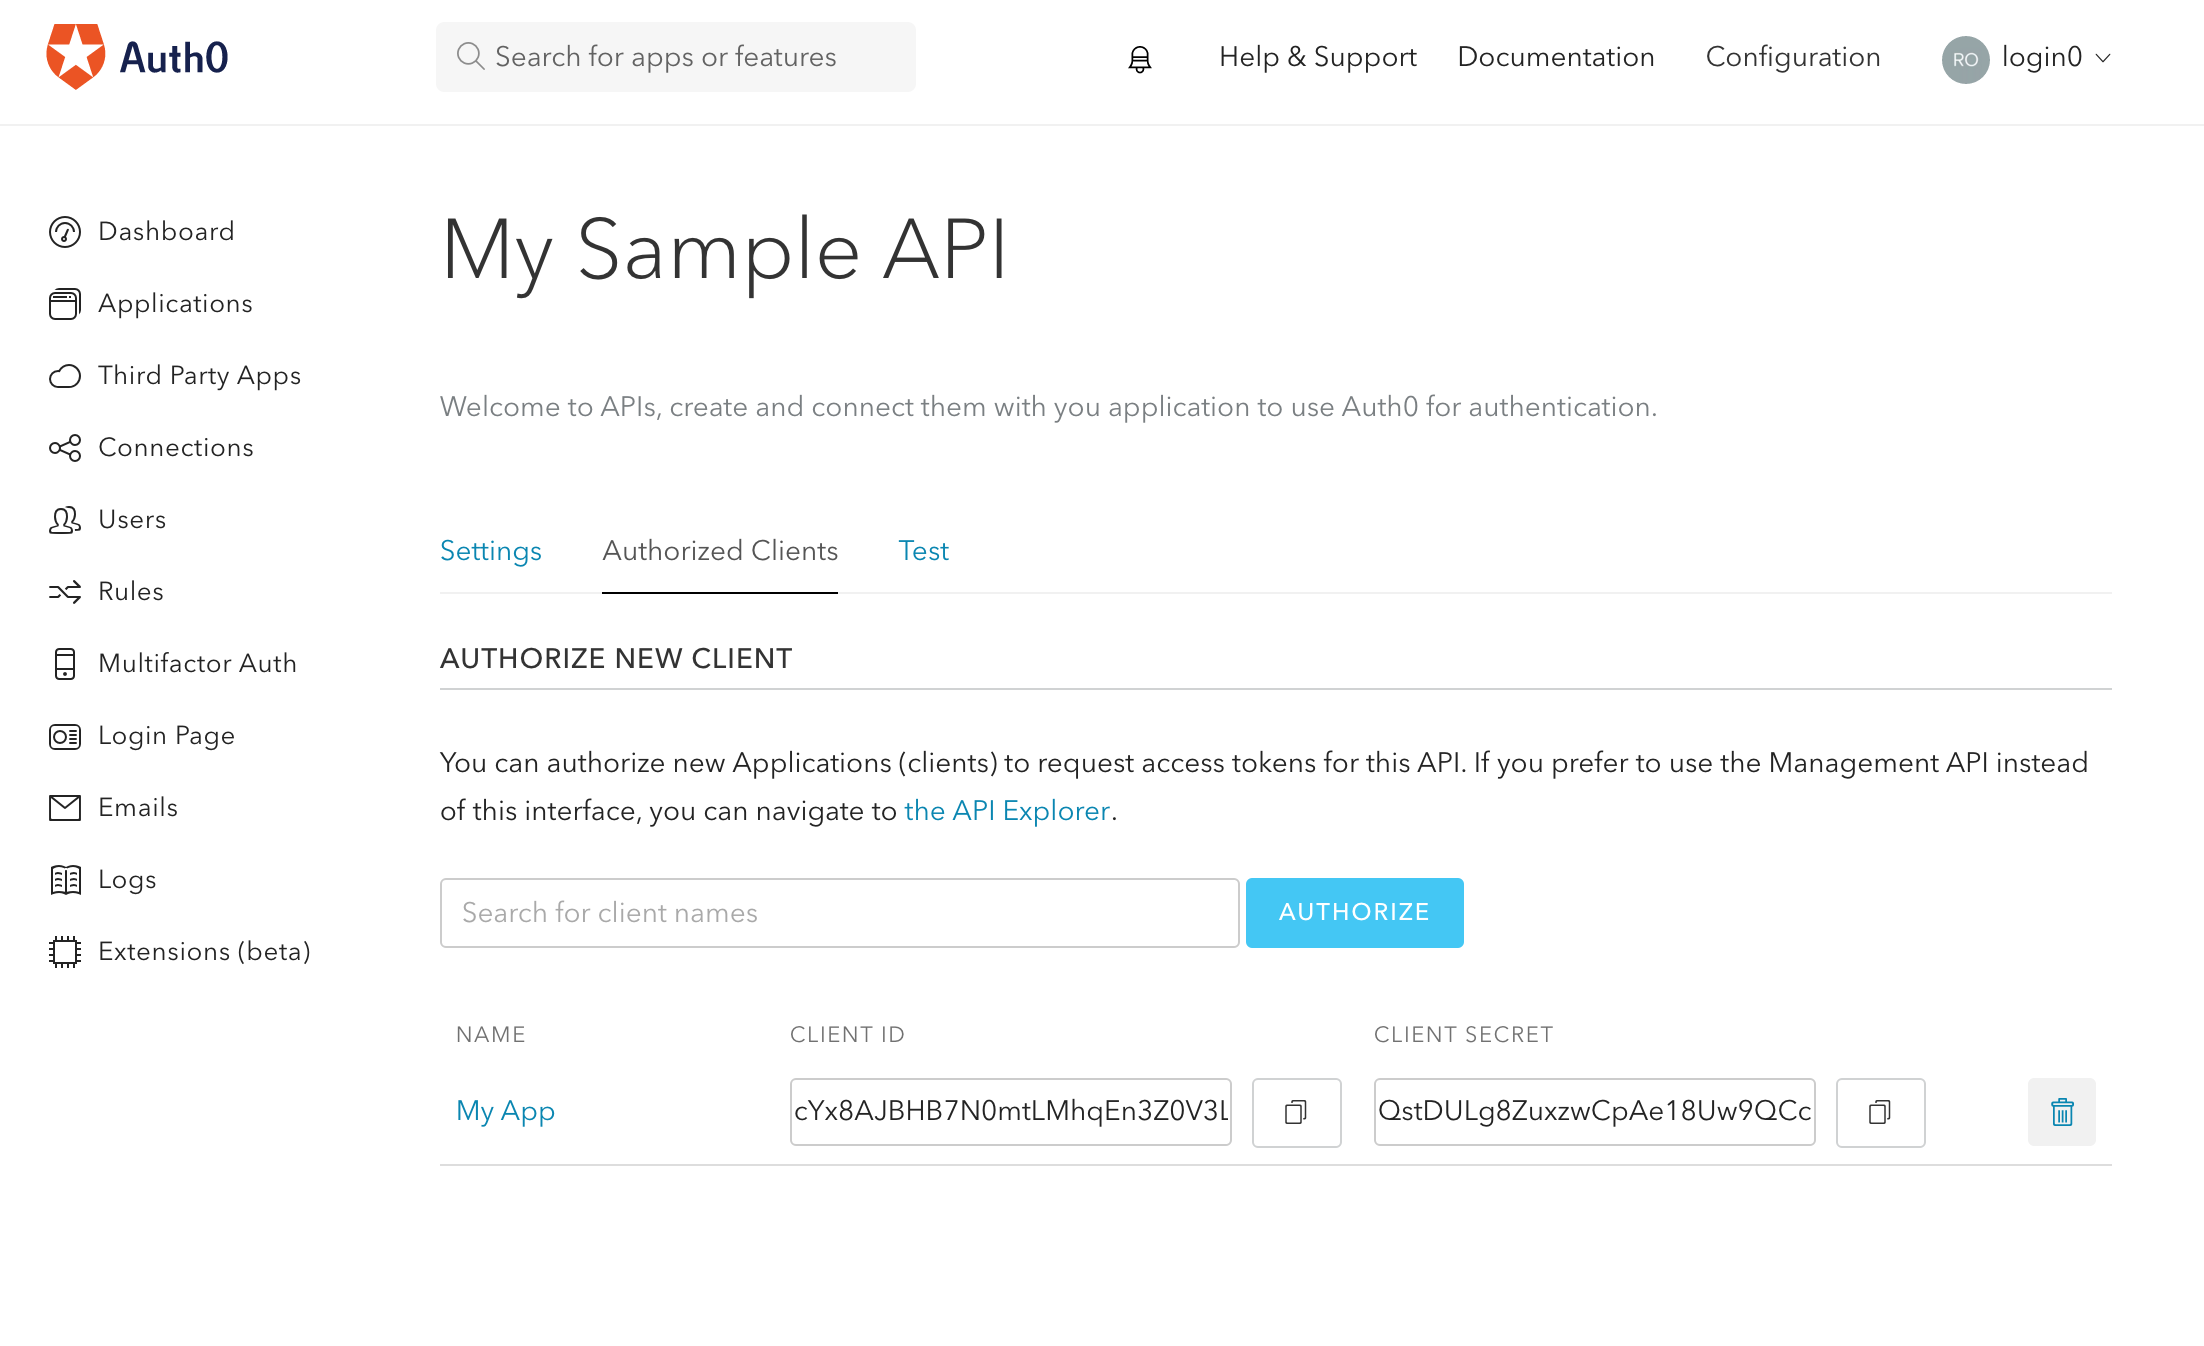 Auth0
Search for apps or features
Help & Support
Documentation
Configuration
RO
login0
Dashboard
Applications
Third Party Apps
Connections
Users
Rules
Multifactor Auth
Login Page
Emails
Logs
Extensions (beta)
My Sample API
Welcome to APIs, create and connect them with you application to use Auth0 for authentication.
Settings
Authorized Clients
Test
AUTHORIZE NEW CLIENT
You can authorize new Applications (clients) to request access tokens for this API. If you prefer to use the Management API instead
of this interface, you can navigate to the API Explorer.
Search for client names
AUTHORIZE
NAME
CLIENT ID
CLIENT SECRET
My App
cYx8AJBHB7N0mtLMhqEn3Z0V3L
QstDULg8ZuxzwCpAe18Uw9QCc